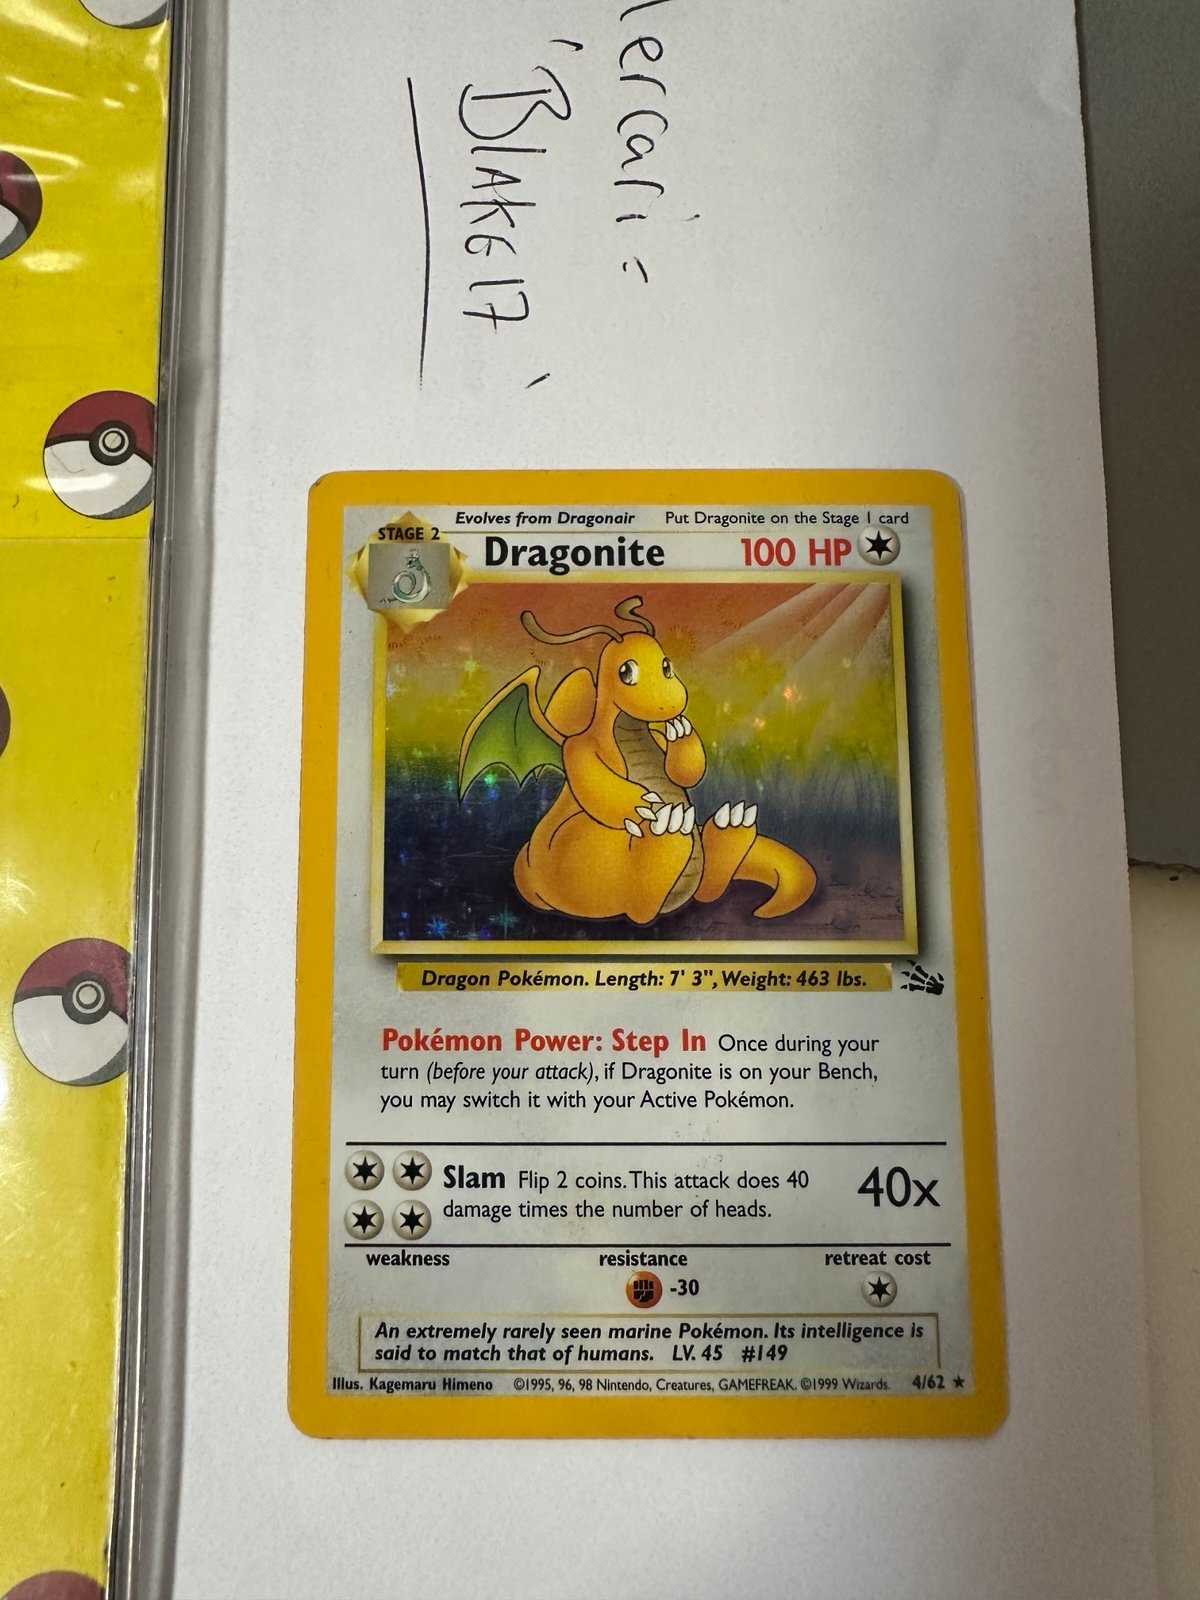 'BLAKE17'
Evolves from Dragonair Put Dragonite on the Stage 1 card
STAGE 2
Dragonite 100 HP
Dragon Pokémon. Length: 7' 3", Weight: 463 lbs.
Pokémon Power: Step In Once during your
turn (before your attack), if Dragonite is on your Bench,
you may switch it with your Active Pokémon.
Slam Flip 2 coins. This attack does 40
damage times the number of heads.
40x
weakness resistance retreat cost
-30
An extremely rarely seen marine Pokémon. Its intelligence is
said to match that of humans. LV. 45 #149
Illus. Kagemaru Himeno ©1995, 96, 98 Nintendo, Creatures, GAMEFREAK. ©1999 Wizards. 4/62 ★